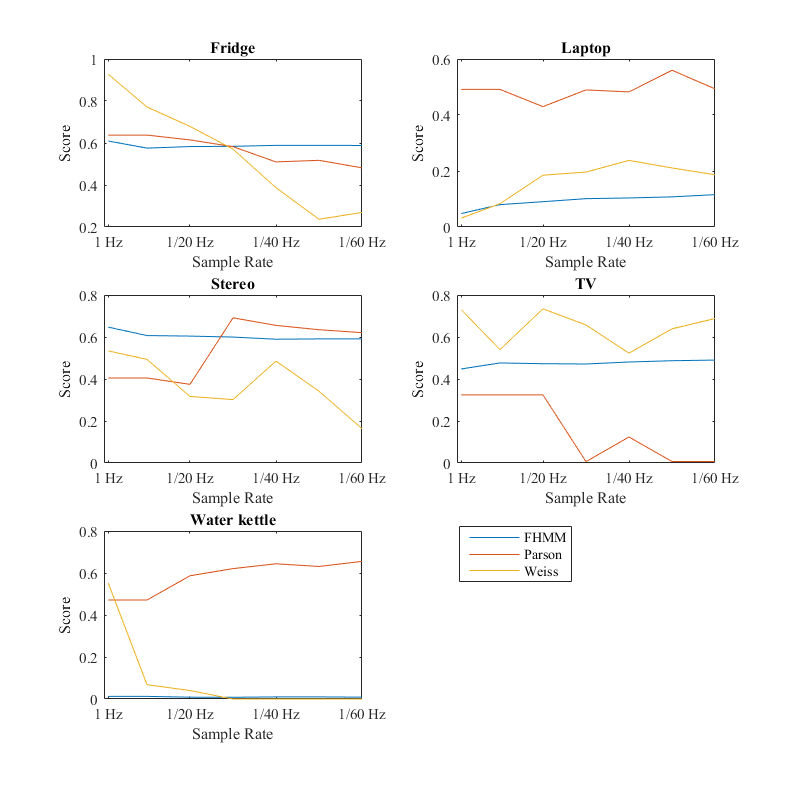 Fridge
1
0.8
0.6
0.4
0.2
Score
1 Hz 1/20 Hz 1/40 Hz 1/60 Hz
Sample Rate
Laptop
0.6
0.4
0.2
0
Score
1 Hz 1/20 Hz 1/40 Hz 1/60 Hz
Sample Rate
Stereo
0.8
0.6
0.4
0.2
0
Score
1 Hz 1/20 Hz 1/40 Hz 1/60 Hz
Sample Rate
TV
0.8
0.6
0.4
0.2
0
Score
1 Hz 1/20 Hz 1/40 Hz 1/60 Hz
Sample Rate
Water kettle
0.8
0.6
0.4
0.2
0
Score
1 Hz 1/20 Hz 1/40 Hz 1/60 Hz
Sample Rate
FHMM
Parson
Weiss